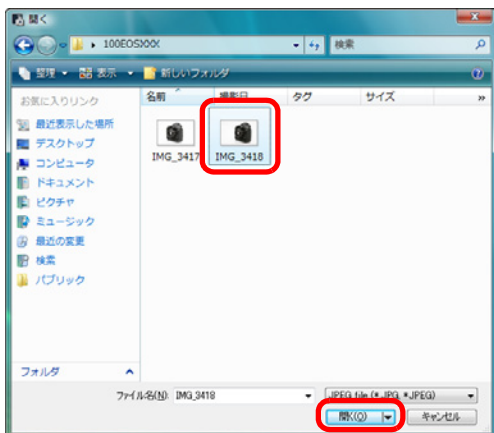 開く
100EOSXXX
検索
整理 表示 新しいフォルダ
お気に入りリンク
名前 撮影日 タグ サイズ »
最近表示した場所
デスクトップ
コンピュータ
ドキュメント
ピクチャ
ミュージック
最近の変更
検索
パブリック
IMG_3417
IMG_3418
フォルダ
ファイル名(N): IMG_3418
JPEG file (*.JPG, *.JPEG)
開く(O) キャンセル